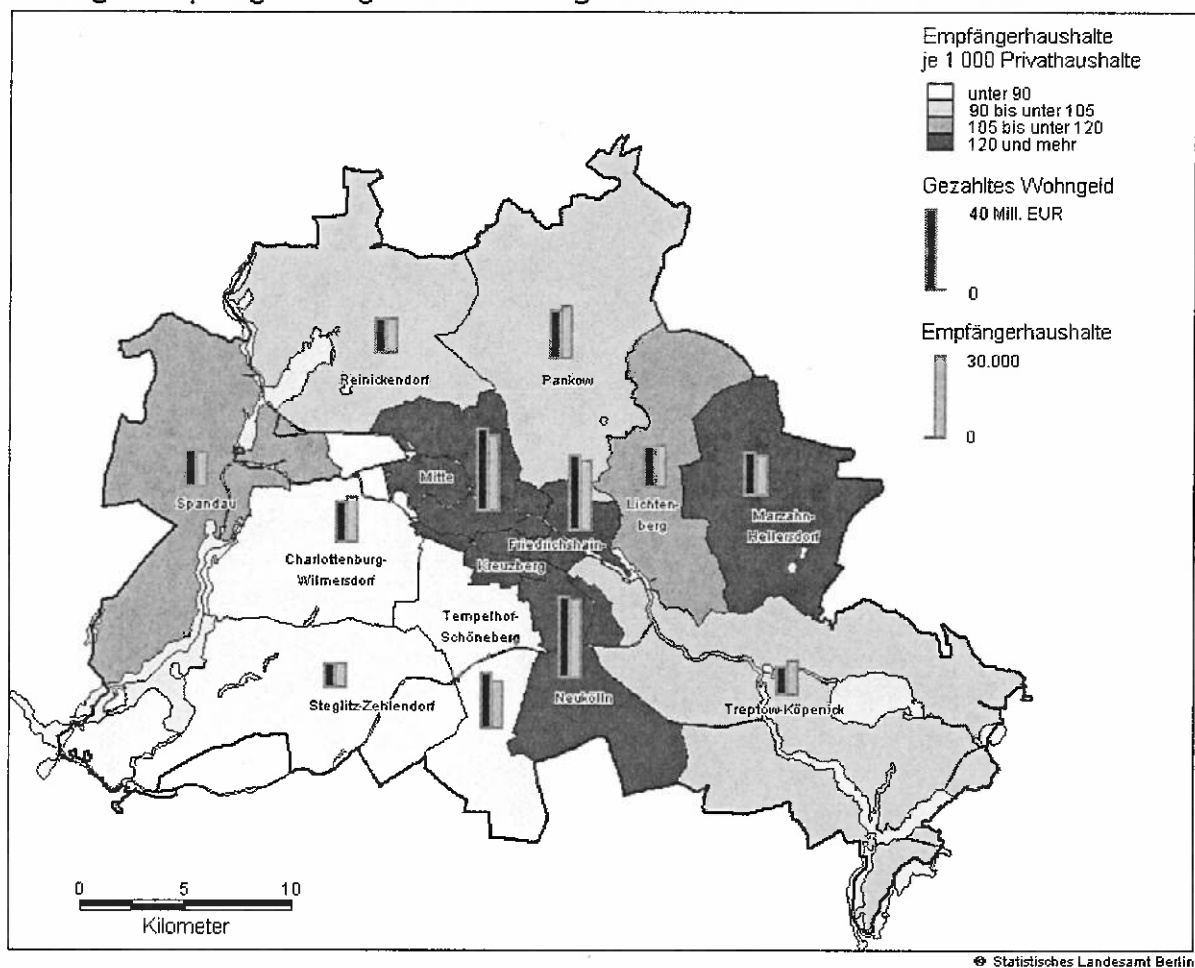 Empfängerhaushalte
je 1 000 Privathaushalte
unter 90
90 bis unter 105
105 bis unter 120
120 und mehr
Gezahltes Wohngeld
40 Mill. EUR
0
Empfängerhaushalte
30.000
0
Reinickendorf
Pankow
Mitte
Spandau
Lichten-
berg
Marzahn-
Hellersdorf
Friedrichshain-
Kreuzberg
Charlottenburg-
Wilmersdorf
Tempelhof-
Schöneberg
Steglitz-Zehlendorf
Neukölln
Treptow-Köpenick
0 5 10
Kilometer
© Statistisches Landesamt Berlin